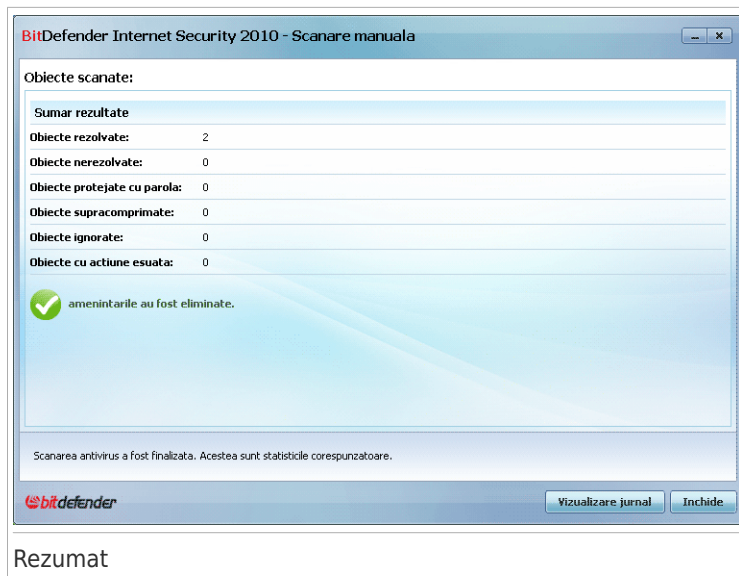 BitDefender Internet Security 2010 - Scanare manuala
Obiecte scanate:
Sumar rezultate
Obiecte rezolvate: 2
Obiecte nerezolvate: 0
Obiecte protejate cu parola: 0
Obiecte supracomprimate: 0
Obiecte ignorate: 0
Obiecte cu actiune esuata: 0
amenintarile au fost eliminate.
Scanarea antivirus a fost finalizata. Acestea sunt statisticile corespunzatoare.
bitdefender
Vizualizare jurnal
Inchide
Rezumat